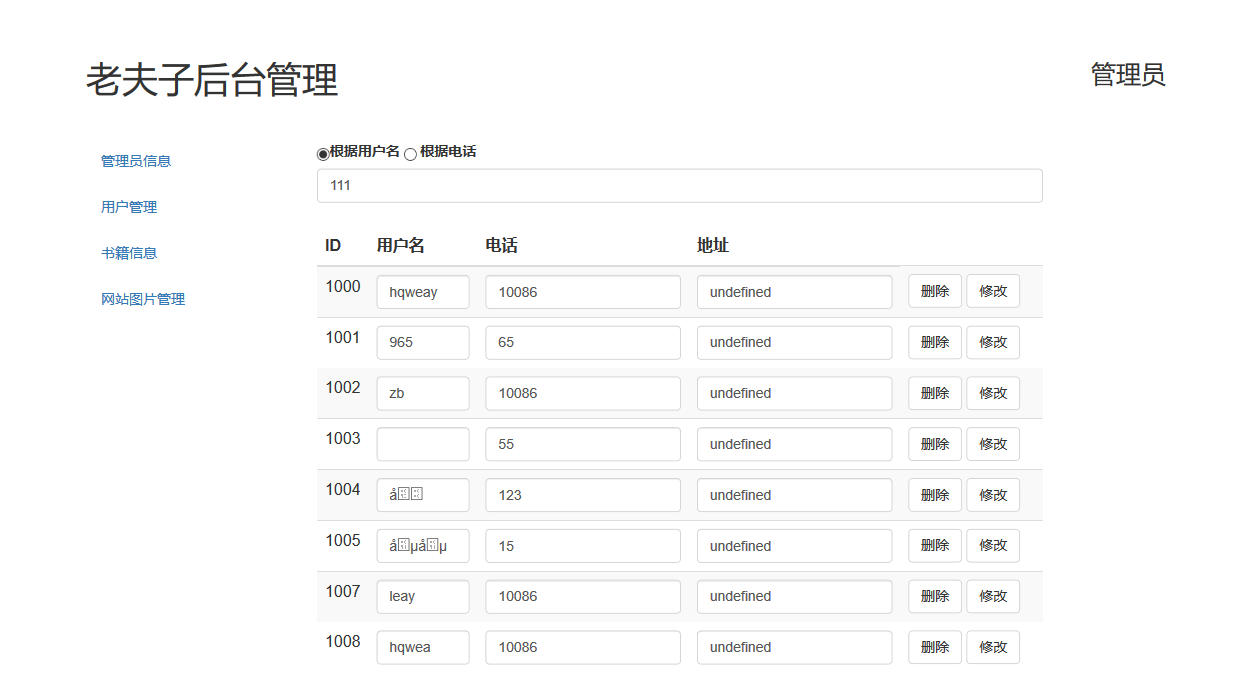 老夫子后台管理
管理员
管理员信息
用户管理
书籍信息
网站图片管理
根据用户名 根据电话
111
ID 用户名 电话 地址
1000 hqweay 10086 undefined 删除 修改
1001 965 65 undefined 删除 修改
1002 zb 10086 undefined 删除 修改
1003 55 undefined 删除 修改
1004 å 123 undefined 删除 修改
1005 åµåµ 15 undefined 删除 修改
1007 leay 10086 undefined 删除 修改
1008 hqwea 10086 undefined 删除 修改